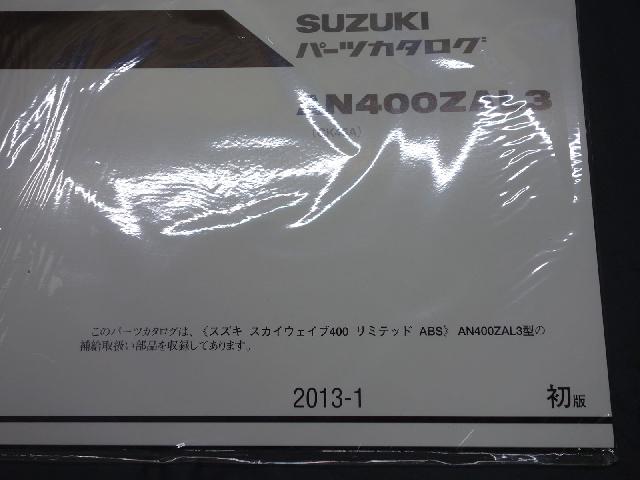 SUZUKI
パーツカタログ
AN400ZAL3
このパーツカタログは、《スズキ スカイウェイブ400 リミテッド ABS》 AN400ZAL3型の
補給取扱い部品を収録してあります。
2013-1 初版